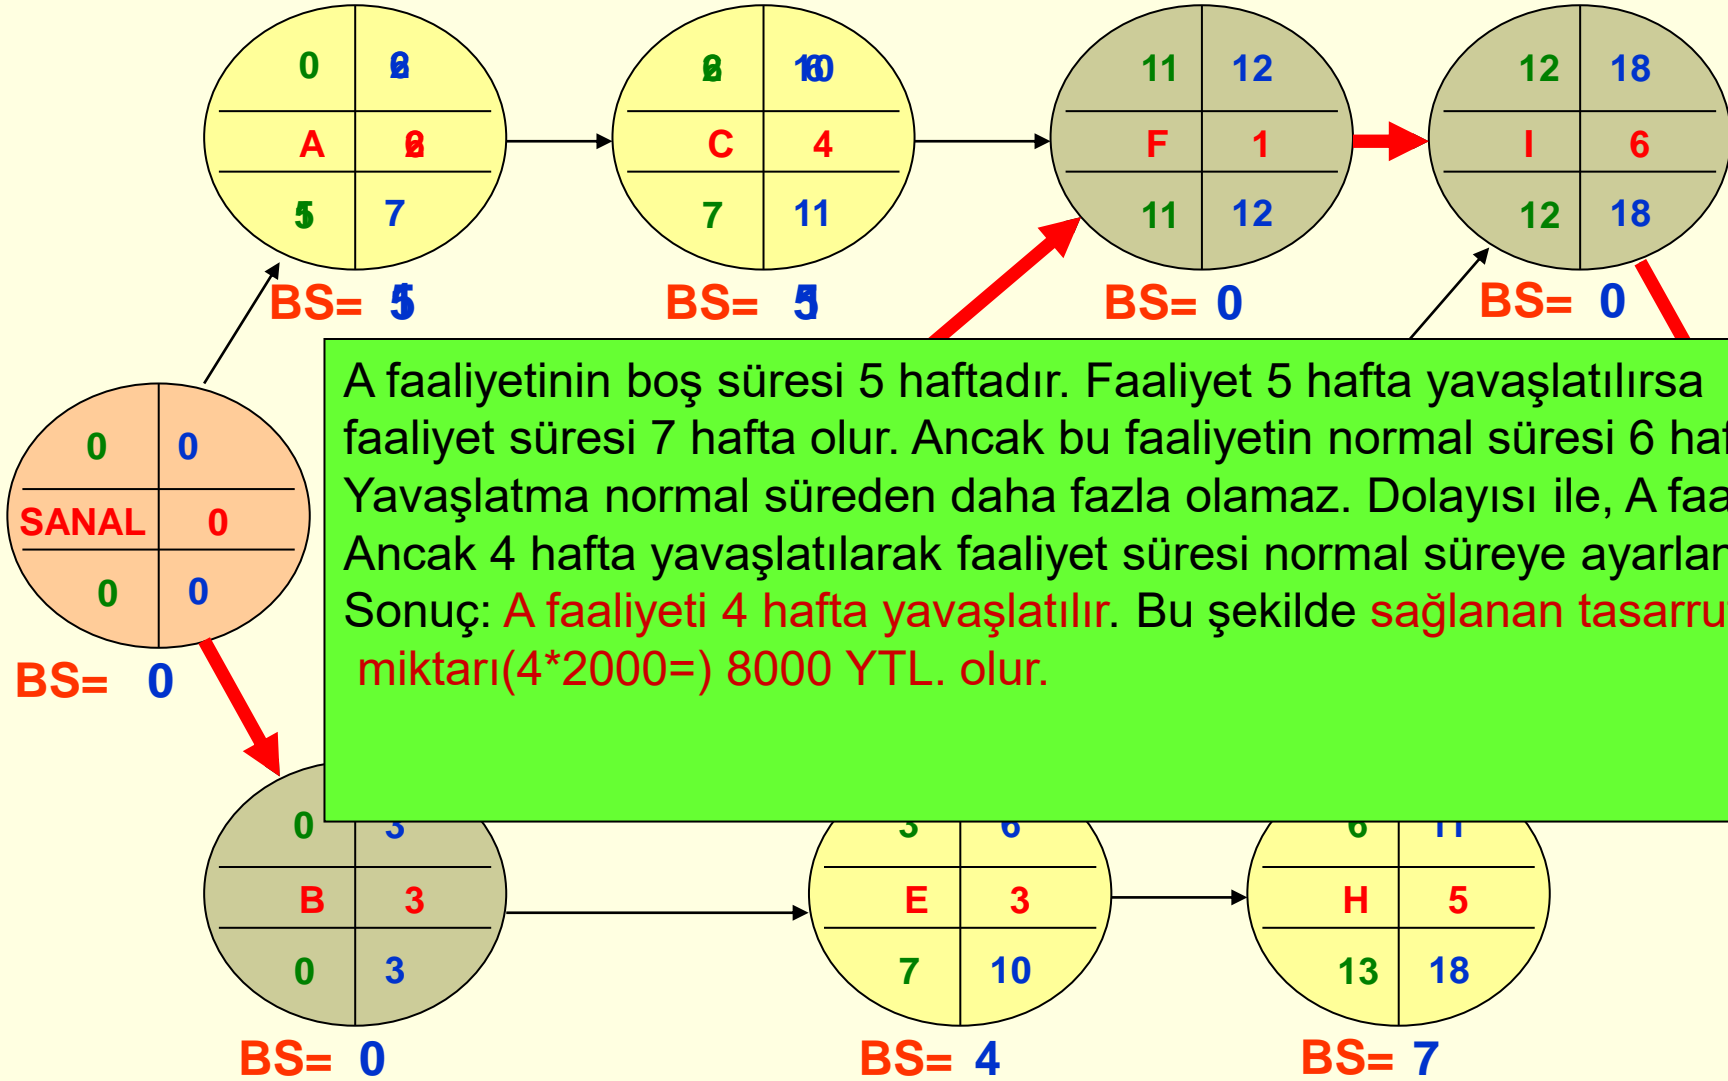 0
A
7
BS=
C 4
7 11
BS=
11 12
F 1
11 12
BS= 0
12 18
I 6
12 18
BS= 0
0 0
SANAL 0
0 0
BS= 0
A faaliyetinin boş süresi 5 haftadır. Faaliyet 5 hafta yavaşlatılırsa
faaliyet süresi 7 hafta olur. Ancak bu faaliyetin normal süresi 6
Yavaşlatma normal süreden daha fazla olamaz. Dolayısı ile, A
Ancak 4 hafta yavaşlatılarak faaliyet süresi normal süreye
Sonuç: A faaliyeti 4 hafta yavaşlatılır. Bu şekilde sağlanan
miktarı(4*2000=) 8000 YTL. olur.
0 3
B 3
0 3
BS= 0
3 6
E 3
7 10
BS= 4
6 11
H 5
13 18
BS= 7